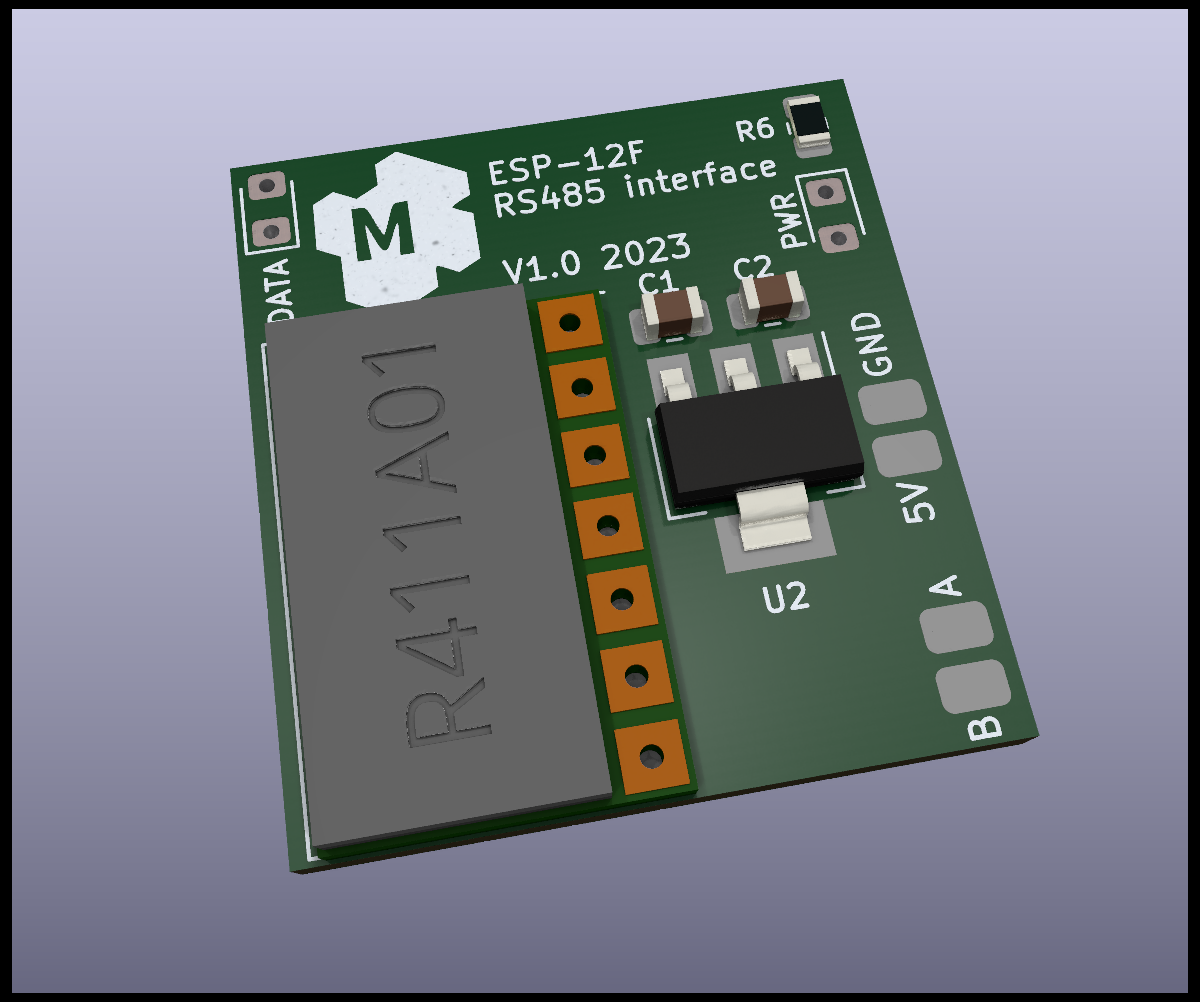 R6
ESP-12F
RS485 interface
M
PWR
DATA
V1.0 2023
C1
C2
GND
5V
R411A01
U2
A
B